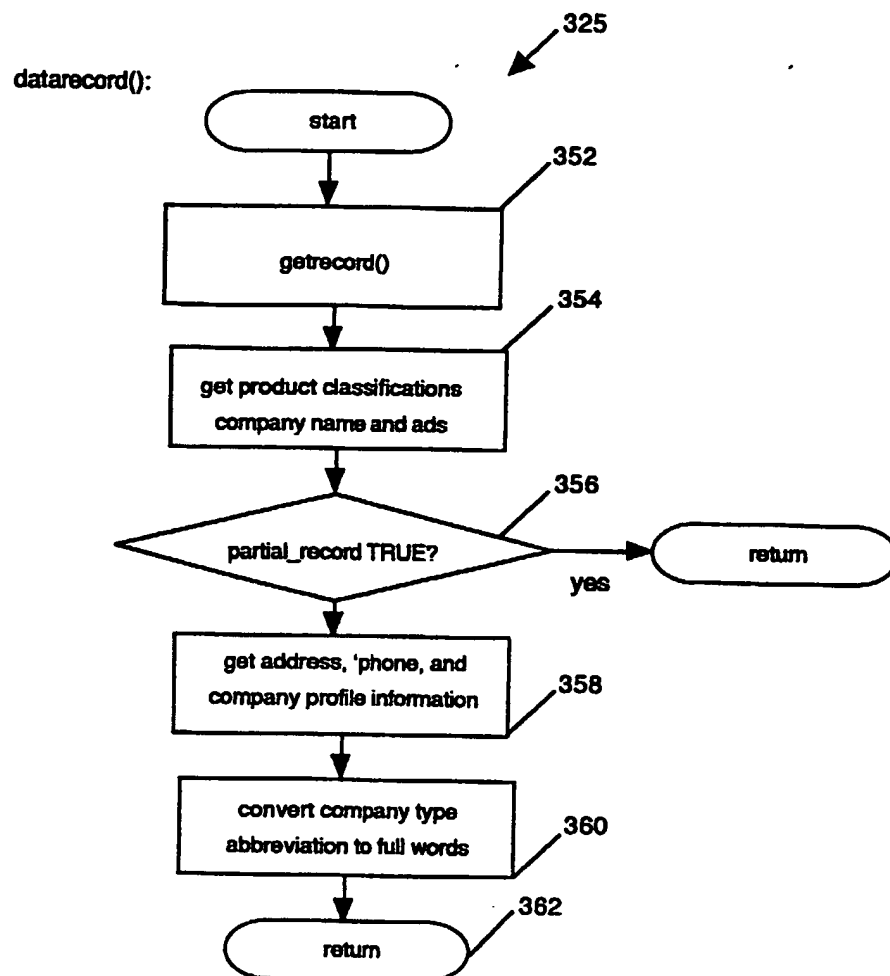 325
datarecord():
start
352
getrecord()
354
get product classifications
company name and ads
356
partial_record TRUE?
return
yes
get address, 'phone, and
company profile information
358
convert company type
abbreviation to full words
360
362
return